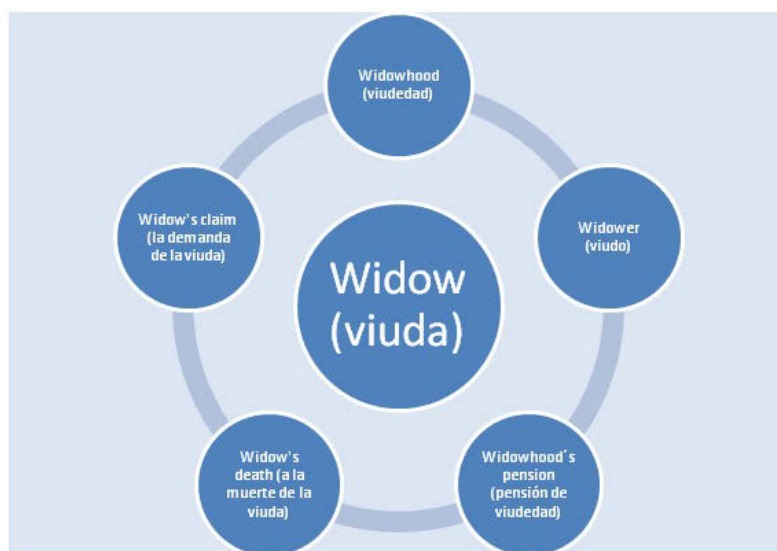 Widowhood
(viudedad)
Widow's claim
(la demanda
de la viuda)
Widower
(viudo)
Widow
(viuda)
Widow's
death (a la
muerte de la
viuda)
Widowhood´s
pension
(pensión de
viudedad)